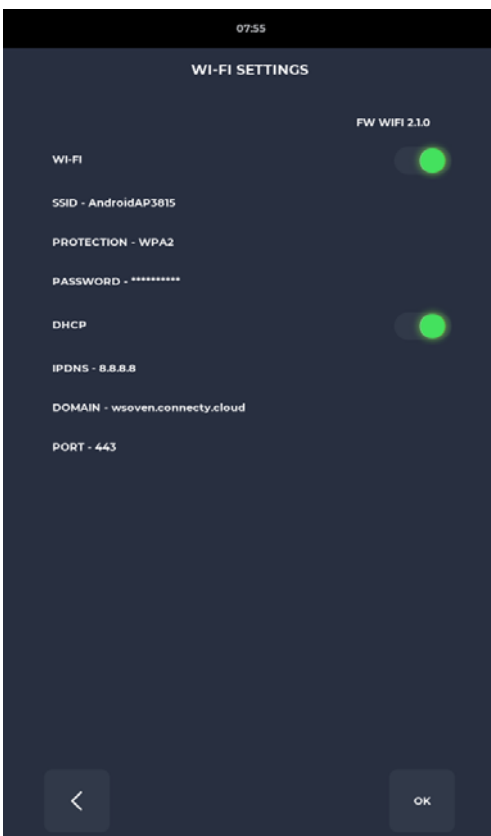 07:55
WI-FI SETTINGS
FW WIFI 2.1.0
WI-FI
SSID - AndroidAP3815
PROTECTION - WPA2
PASSWORD - **********
DHCP
IPDNS - 8.8.8.8
DOMAIN - wsoven.connecty.cloud
PORT - 443
OK